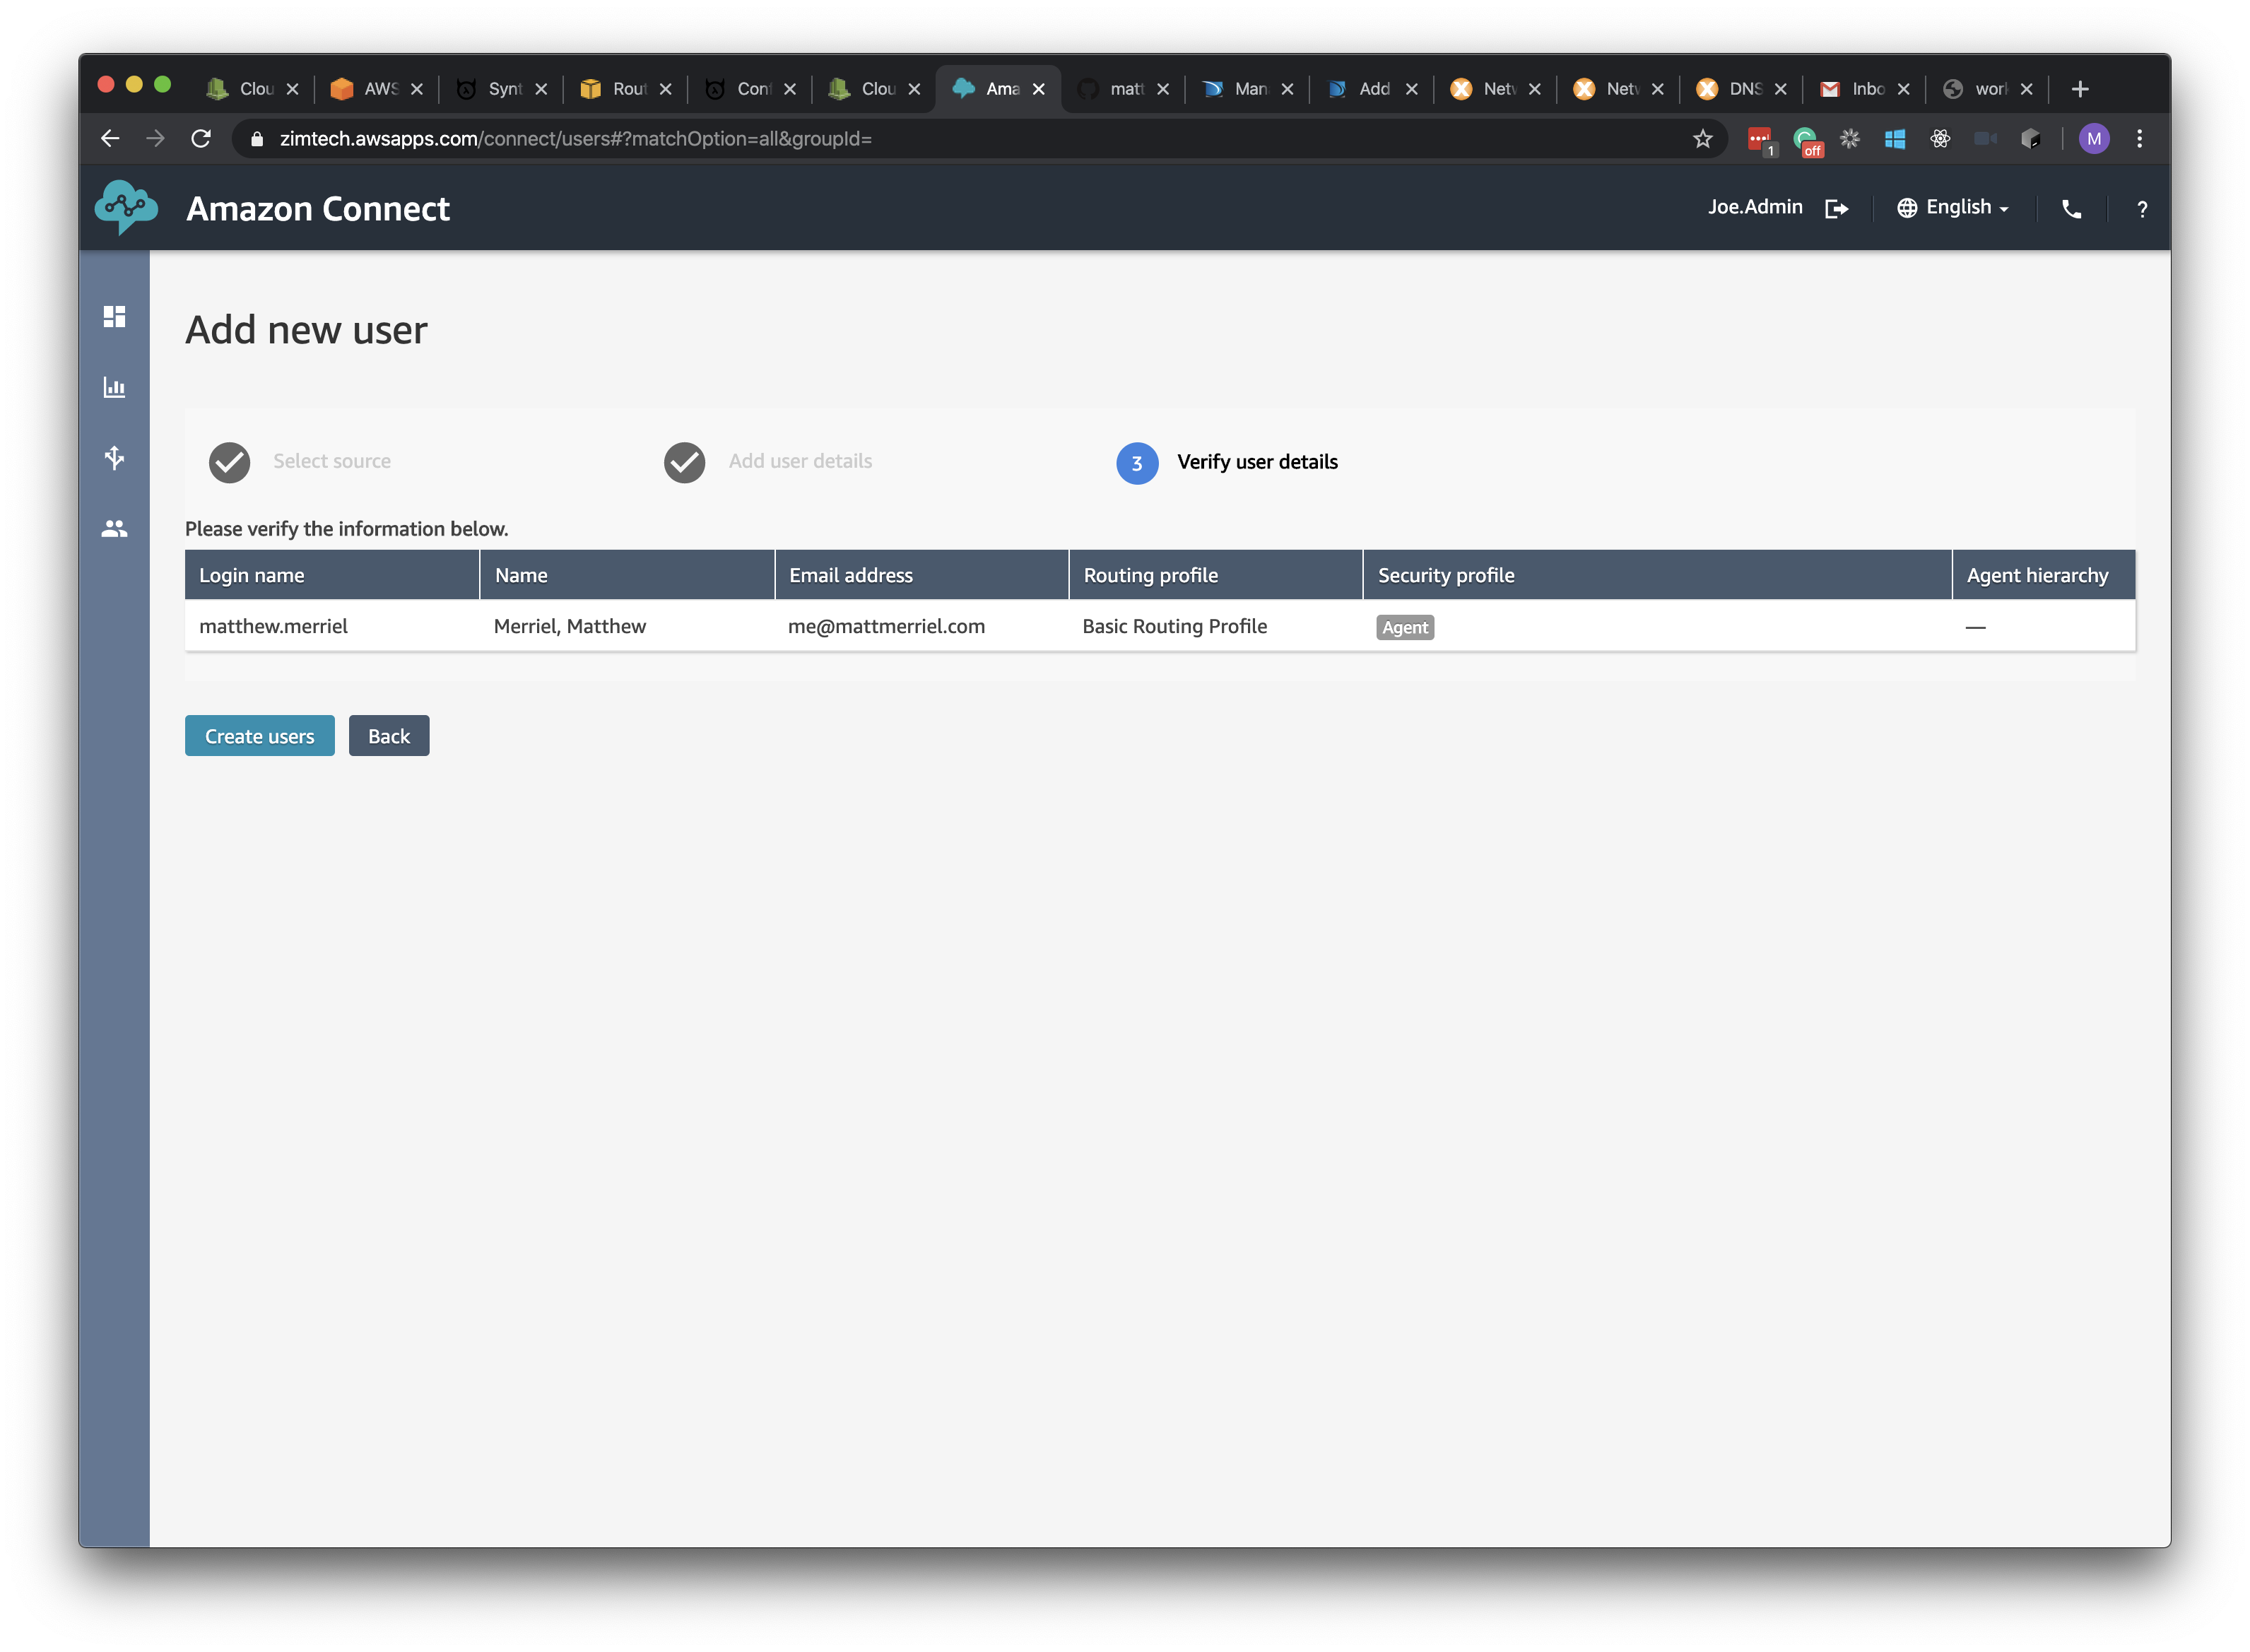 Clou AWS Synt Rout Conf Clou Ama matt Man Add Netw Netw DNS Inbo work
zimtech.awsapps.com/connect/users#?matchOption=all&groupId=
1 off M
Amazon Connect
Joe.Admin English ?
Add new user
Select source Add user details 3 Verify user details
Please verify the information below.
Login name Name Email address Routing profile Security profile Agent hierarchy
matthew.merriel Merriel, Matthew me@mattmerriel.com Basic Routing Profile Agent —
Create users Back